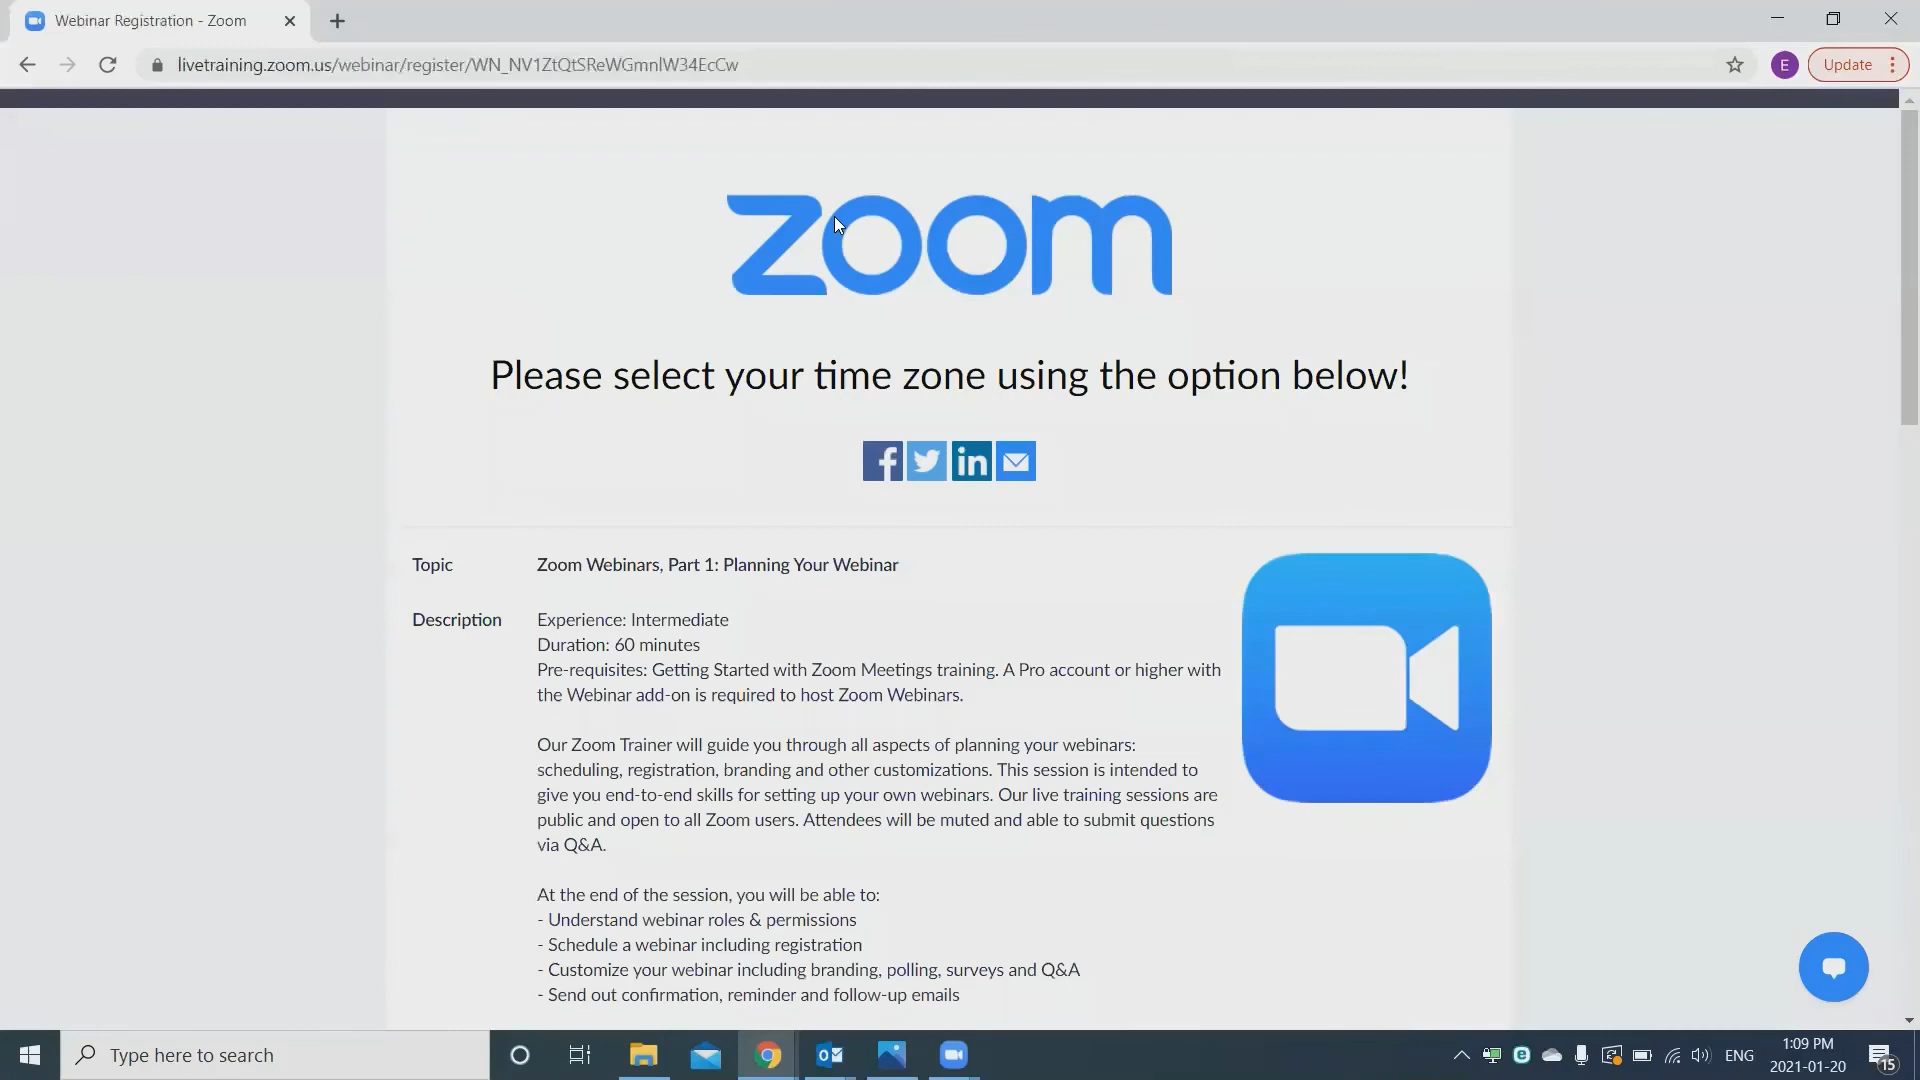 Webinar Registration - Zoom
livetraining.zoom.us/webinar/register/WN_NV1ZtQtSReWGmnlW34EcCw
E
Update
zoom
Please select your time zone using the option below!
f
in
Topic
Zoom Webinars, Part 1: Planning Your Webinar
Description
Experience: Intermediate
Duration: 60 minutes
Pre-requisites: Getting Started with Zoom Meetings training. A Pro account or higher with
the Webinar add-on is required to host Zoom Webinars.
Our Zoom Trainer will guide you through all aspects of planning your webinars:
scheduling, registration, branding and other customizations. This session is intended to
give you end-to-end skills for setting up your own webinars. Our live training sessions are
public and open to all Zoom users. Attendees will be muted and able to submit questions
via Q&A.
At the end of the session, you will be able to:
- Understand webinar roles & permissions
- Schedule a webinar including registration
- Customize your webinar including branding, polling, surveys and Q&A
- Send out confirmation, reminder and follow-up emails
Type here to search
ENG
1:09 PM
2021-01-20
15